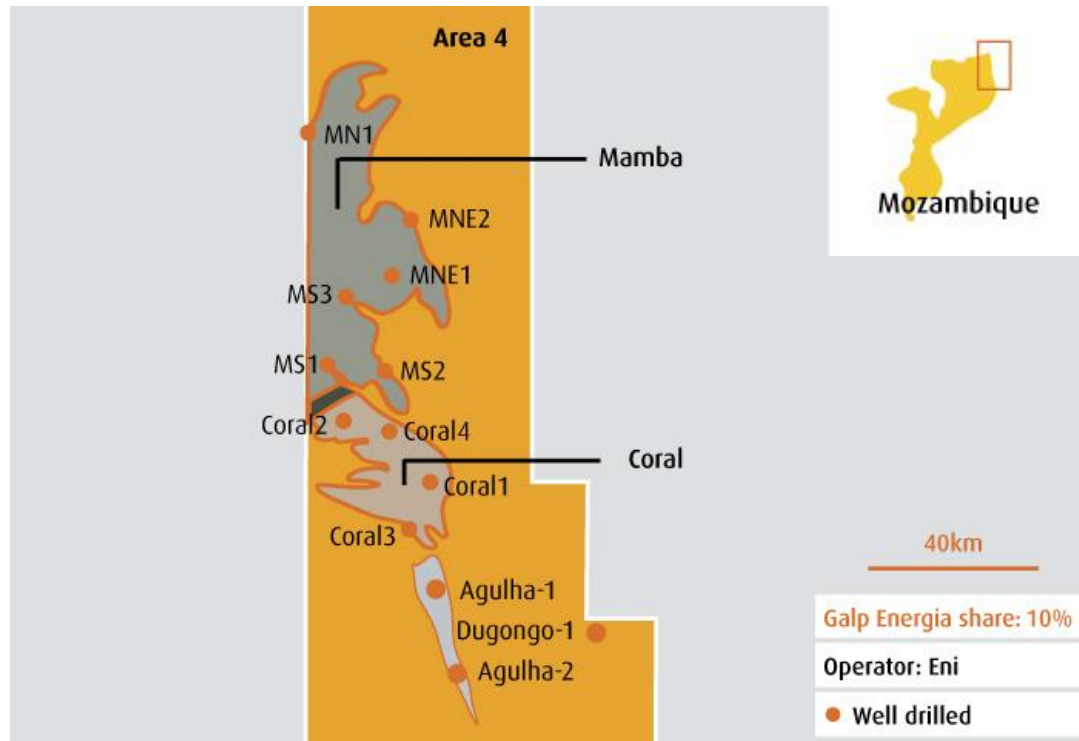 Area 4
MN1
Mamba
Mozambique
MNE2
MNE1
MS3
MS1
MS2
Coral2
Coral4
Coral
Coral1
Coral3
40km
Agulha-1
Galp Energia share: 10%
Dugongo-1
Operator: Eni
Agulha-2
Well drilled